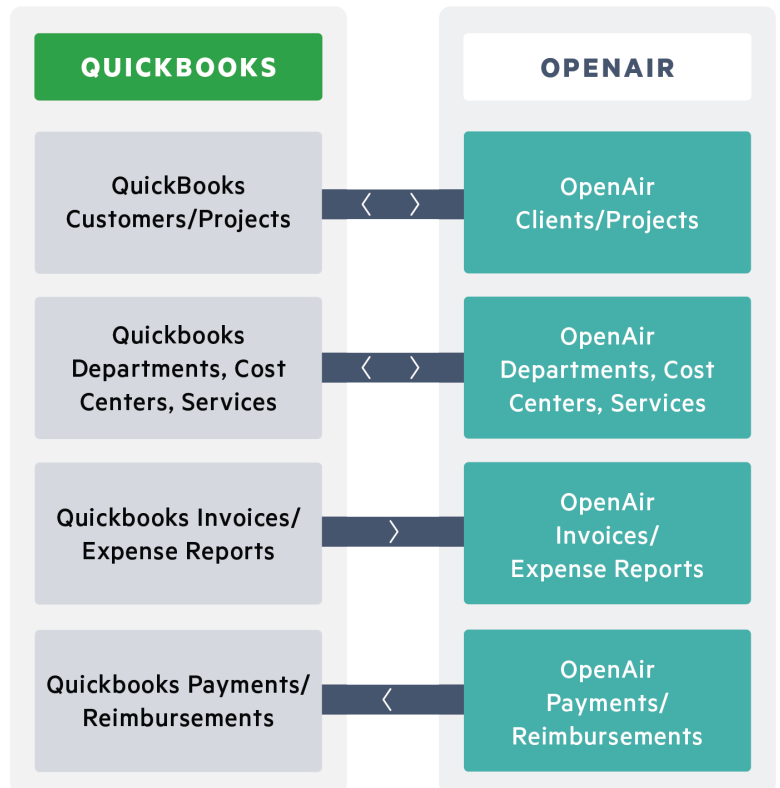 QUICKBOOKS
OPENAIR
QuickBooks
Customers/Projects
OpenAir
Clients/Projects
Quickbooks
Departments, Cost
Centers, Services
OpenAir
Departments, Cost
Centers, Services
Quickbooks Invoices/
Expense Reports
OpenAir
Invoices/
Expense Reports
Quickbooks Payments/
Reimbursements
OpenAir
Payments/
Reimbursements